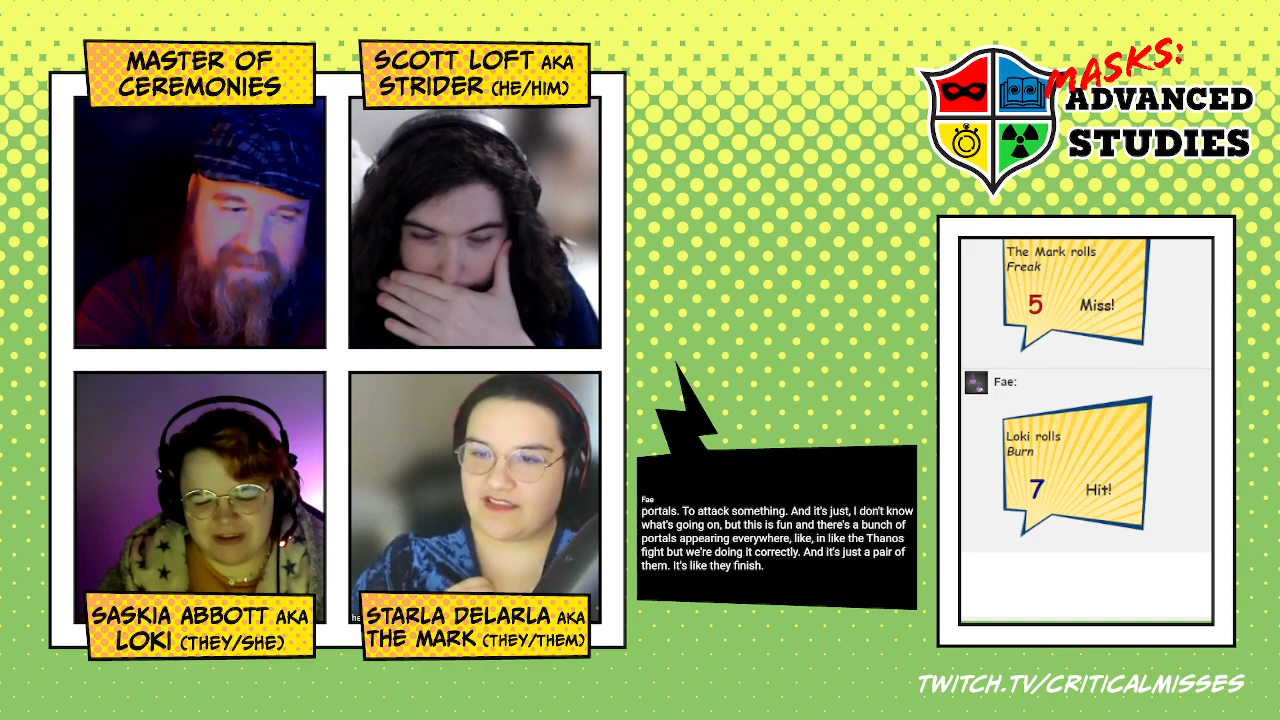 MASTER OF
CEREMONIES
SCOTT LOFT AKA
STRIDER (HE/HIM)
MASKS:
ADVANCED
STUDIES
The Mark rolls
Freak
5 Miss!
Fae:
Loki rolls
Burn
7 Hit!
Fae
portals. To attack something. And it's just, I don't know
what's going on, but this is fun and there's a bunch of
portals appearing everywhere, like, in like the Thanos
fight but we're doing it correctly. And it's just a pair of
them. It's like they finish.
SASKIA ABBOTT AKA
LOKI (THEY/SHE)
he
STARLA DELARLA AKA
THE MARK (THEY/THEM)
TWITCH.TV/CRITICALMISSES